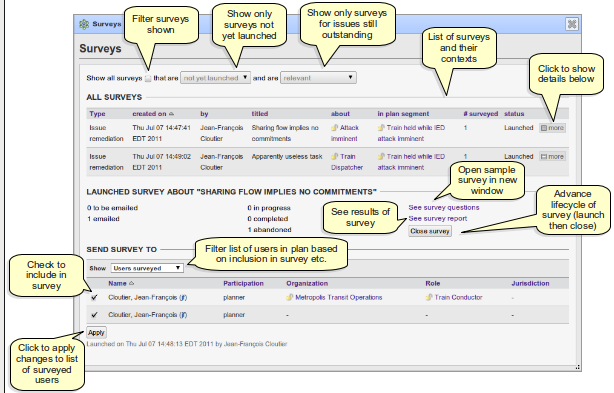 Filter surveys
shown
Show only
surveys not
yet launched
Show only surveys
for issues still
outstanding
List of surveys
and their
contexts
Click to show
details below
Surveys
Surveys
Show all surveys that are not yet launched and are relevant
ALL SURVEYS
Type created on by titled about in plan segment # surveyed status
Issue remediation Thu Jul 07 14:47:41 EDT 2011 Jean-François Cloutier Sharing flow implies no commitments Attack imminent Train held while IED attack imminent 1 Launched more
Issue remediation Thu Jul 07 14:49:02 EDT 2011 Jean-François Cloutier Apparently useless task Train Dispatcher Train held while IED attack imminent 1 Launched more
LAUNCHED SURVEY ABOUT "SHARING FLOW IMPLIES NO COMMITMENTS"
0 to be emailed 0 in progress See survey questions
1 emailed 0 completed See survey report
1 abandoned Close survey
Open sample
survey in new
window
See results of
survey
Advance
lifecycle of
survey (launch
then close)
SEND SURVEY TO
Filter list of users in plan based
on inclusion in survey etc.
Show Users surveyed
Check to
include in
survey
Name Participation Organization Role Jurisdiction
Cloutier, Jean-François (jf) planner Metropolis Transit Operations Train Conductor -
Cloutier, Jean-François (jf) planner - - -
Apply
Launched on Thu Jul 07 14:48:13 EDT 2011 by Jean-François Cloutier
Click to apply
changes to list
of surveyed
users